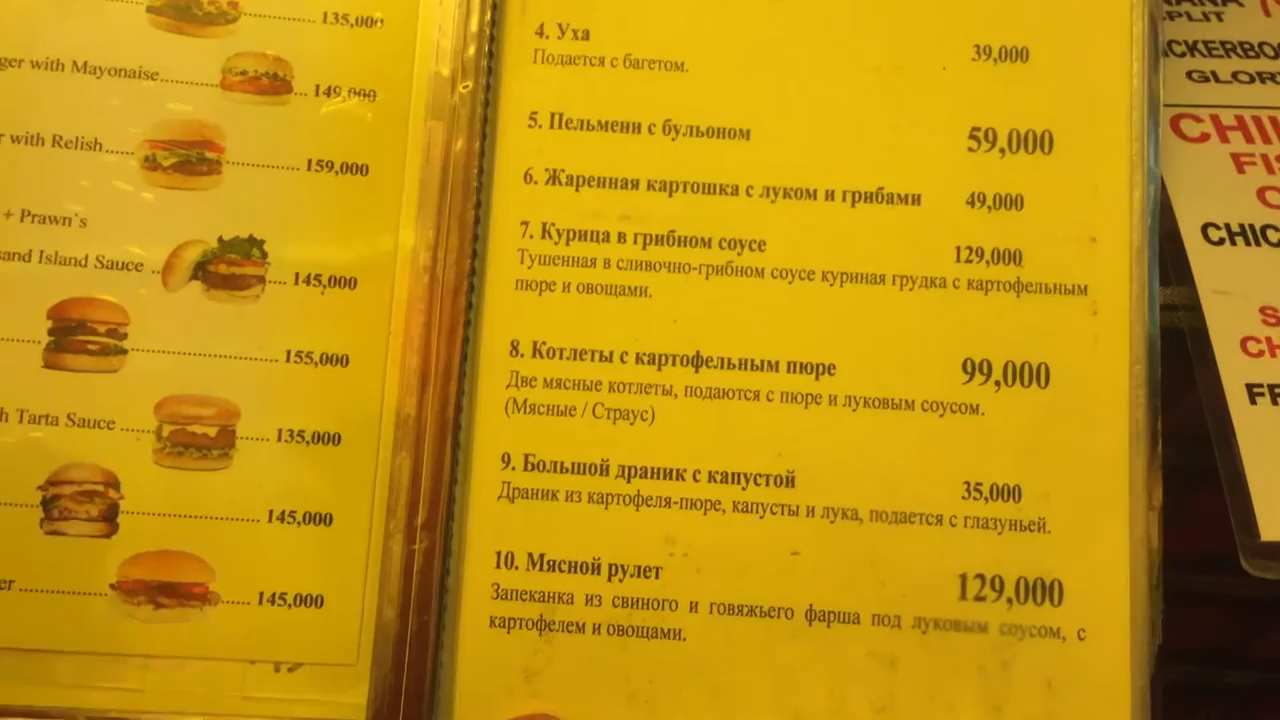 135,000
ger with Mayonaise 149,000
r with Relish 159,000
+ Prawn`s
sand Island Sauce 145,000
155,000
h Tarta Sauce 135,000
145,000
er 145,000
4. Уха 39,000
Подается с багетом.
5. Пельмени с бульоном 59,000
6. Жаренная картошка с луком и грибами 49,000
7. Курица в грибном соусе 129,000
Тушенная в сливочно-грибном соусе куриная грудка с картофельным
пюре и овощами.
8. Котлеты с картофельным пюре 99,000
Две мясные котлеты, подаются с пюре и луковым соусом.
(Мясные / Страус)
9. Большой драник с капустой 35,000
Драник из картофеля-пюре, капусты и лука, подается с глазуньей.
10. Мясной рулет 129,000
Запеканка из свиного и говяжьего фарша под луковым соусом, с
картофелем и овощами.
SPLIT
CKERBO
GLOR
CHI
FI
C
CHIC
S
CH
FR